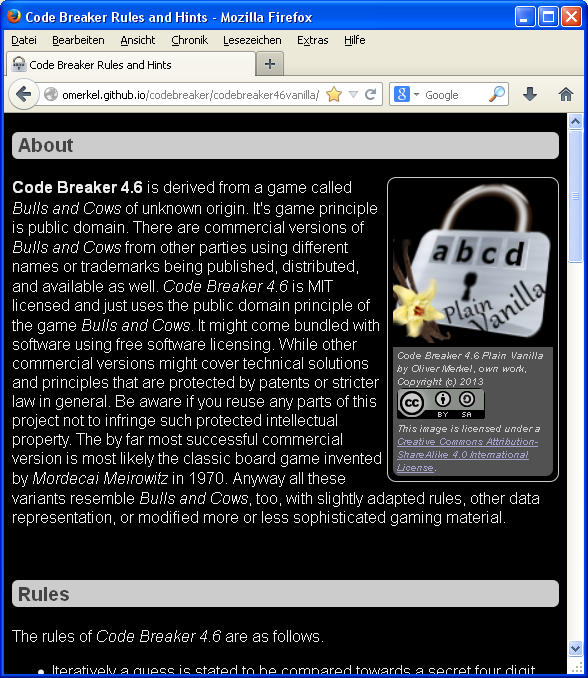 Code Breaker Rules and Hints - Mozilla Firefox
Datei Bearbeiten Ansicht Chronik Lesezeichen Extras Hilfe
Code Breaker Rules and Hints
omerkel.github.io/codebreaker/codebreaker46vanilla/
Google
About
Code Breaker 4.6 is derived from a game called
Bulls and Cows of unknown origin. It's game principle
is public domain. There are commercial versions of
Bulls and Cows from other parties using different
names or trademarks being published, distributed,
and available as well. Code Breaker 4.6 is MIT
licensed and just uses the public domain principle of
the game Bulls and Cows. It might come bundled with
software using free software licensing. While other
commercial versions might cover technical solutions
and principles that are protected by patents or stricter
law in general. Be aware if you reuse any parts of this
project not to infringe such protected intellectual
property. The by far most successful commercial
version is most likely the classic board game invented
by Mordecai Meirowitz in 1970. Anyway all these
variants resemble Bulls and Cows, too, with slightly adapted rules, other data
representation, or modified more or less sophisticated gaming material.
a b c d
Plain
Vanilla
Code Breaker 4.6 Plain Vanilla
by Oliver Merkel, own work,
Copyright (c) 2013
cc BY SA
This image is licensed under a
Creative Commons Attribution-
ShareAlike 4.0 International
License.
Rules
The rules of Code Breaker 4.6 are as follows.
Iteratively a guess is stated to be compared towards a secret four digit